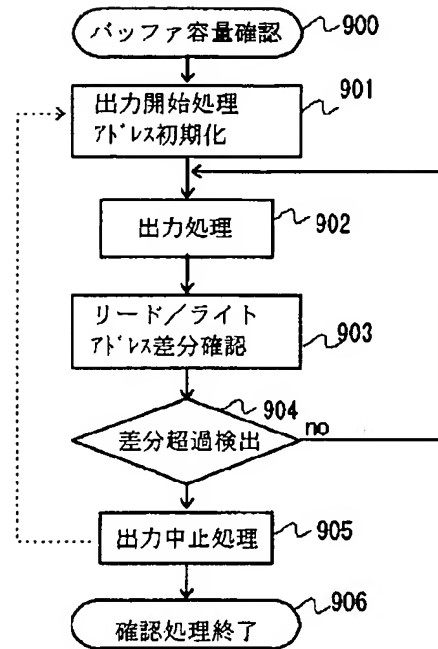 バッファ容量確認
900
出力開始処理
アドレス初期化
901
出力処理
902
リード／ライト
アドレス差分確認
903
904
差分超過検出
no
出力中止処理
905
906
確認処理終了